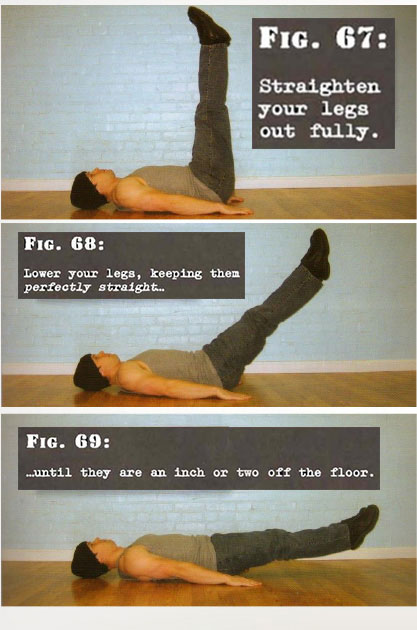 Fig. 67:
Straighten
your legs
out fully.
Fig. 68:
Lower your legs, keeping them
perfectly straight…
Fig. 69:
…until they are an inch or two off the floor.